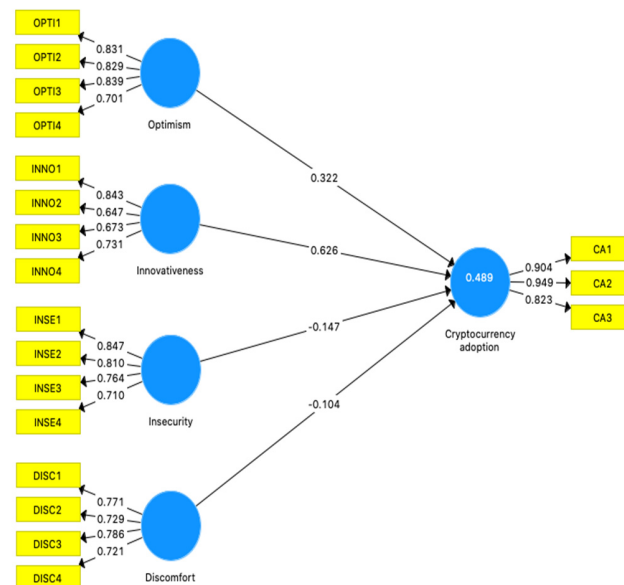 OPTI1
0.831
OPTI2
0.829
OPTI3
0.839
OPTI4
0.701
Optimism
0.322
INNO1
0.843
INNO2
0.647
INNO3
0.673
INNO4
0.731
Innovativeness
0.626
CA1
0.904
0.489
CA2
0.949
CA3
0.823
Cryptocurrency
adoption
INSE1
0.847
INSE2
0.810
INSE3
0.764
INSE4
0.710
Insecurity
-0.147
-0.104
DISC1
0.771
DISC2
0.729
DISC3
0.786
DISC4
0.721
Discomfort